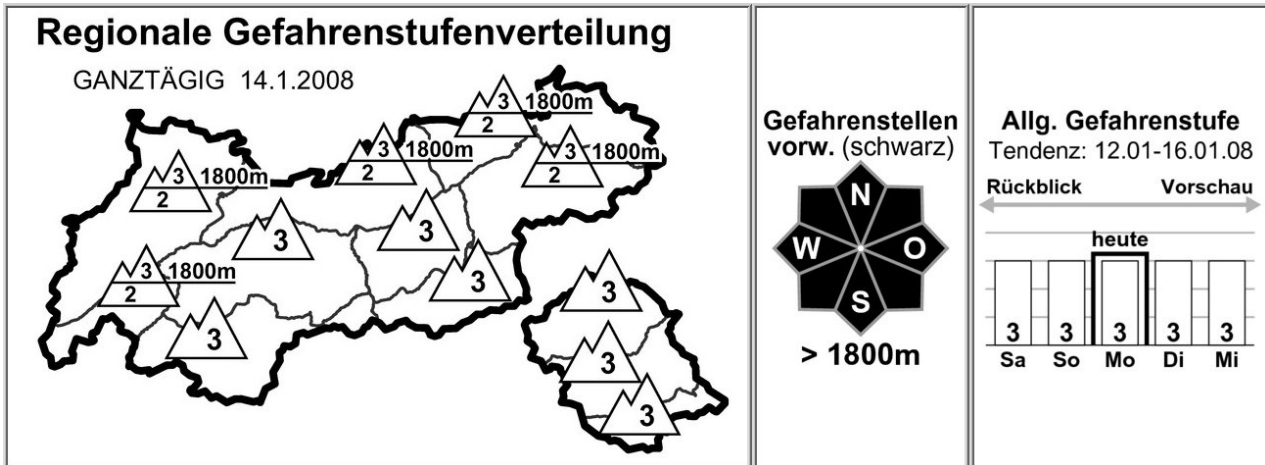 Regionale Gefahrenstufenverteilung
GANZTÄGIG 14.1.2008
3 1800m
2
3 1800m
2
3 1800m
2
3 1800m
2
3 1800m
2
3
3
3
3
3
3
3
Gefahrenstellen
vorw. (schwarz)
N
W O
S
> 1800m
Allg. Gefahrenstufe
Tendenz: 12.01-16.01.08
Rückblick Vorschau
heute
3 3 3 3 3
Sa So Mo Di Mi